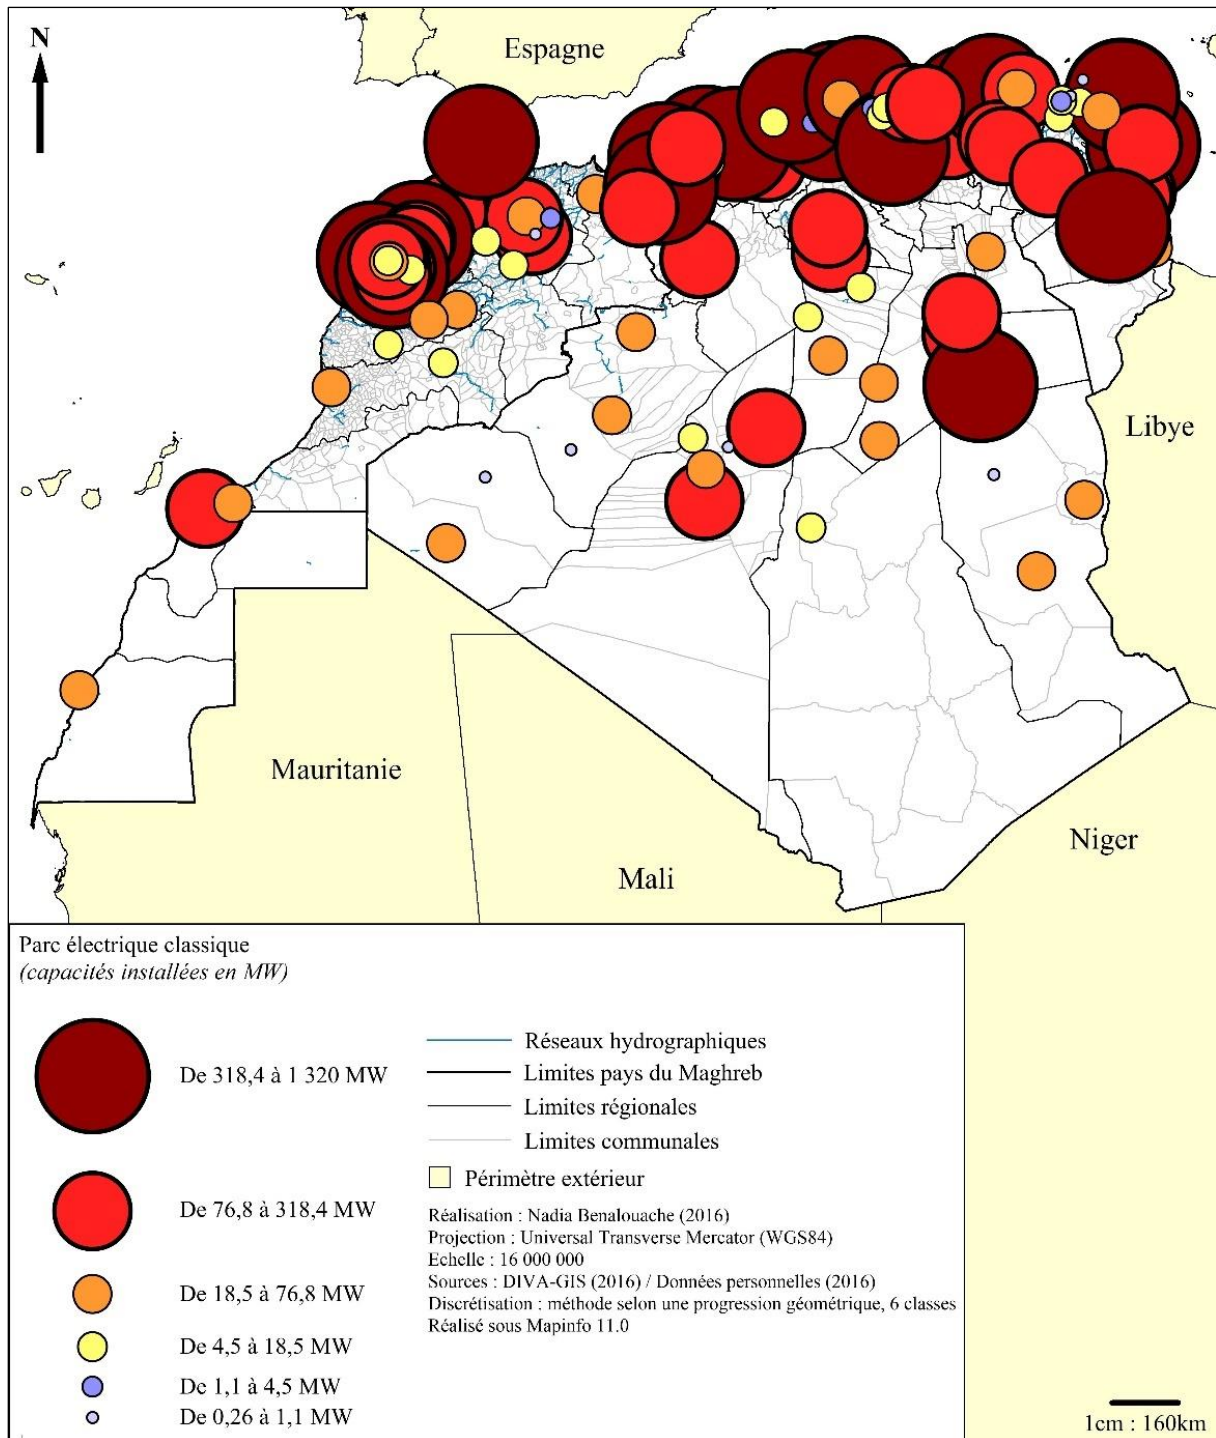 N
Espagne
Libye
Mauritanie
Mali
Niger
Parc électrique classique
(capacités installées en MW)
De 318,4 à 1 320 MW
De 76,8 à 318,4 MW
De 18,5 à 76,8 MW
De 4,5 à 18,5 MW
De 1,1 à 4,5 MW
De 0,26 à 1,1 MW
Réseaux hydrographiques
Limites pays du Maghreb
Limites régionales
Limites communales
Périmètre extérieur
Réalisation : Nadia Benalouache (2016)
Projection : Universal Transverse Mercator (WGS84)
Echelle : 16 000 000
Sources : DIVA-GIS (2016) / Données personnelles (2016)
Discrétisation : méthode selon une progression géométrique, 6 classes
Réalisé sous Mapinfo 11.0
1cm : 160km